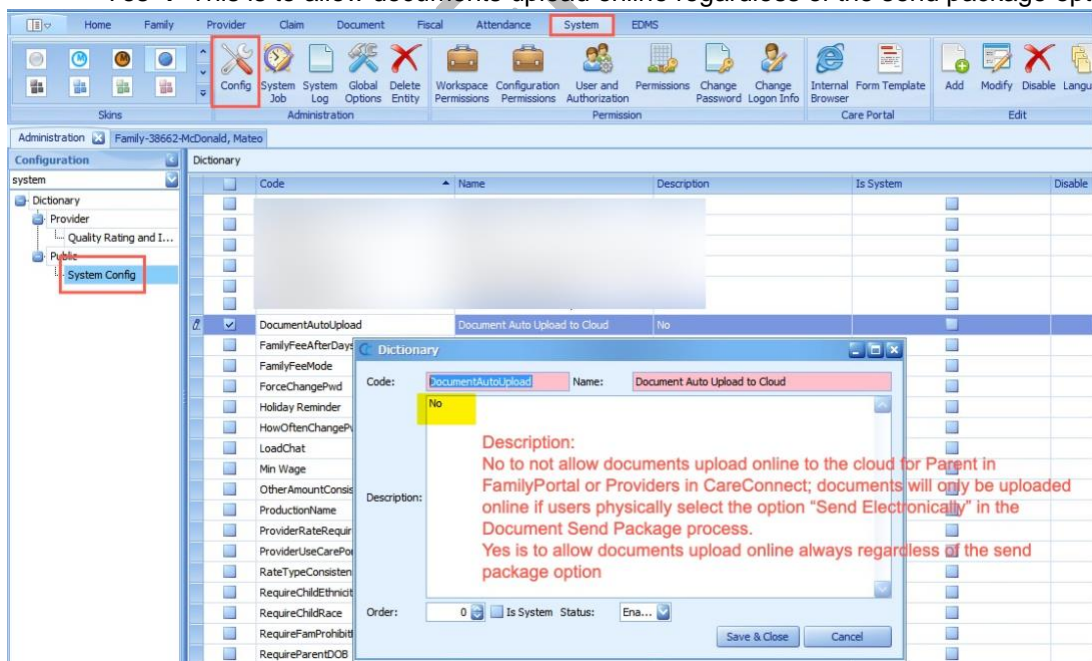 Yes
This is to allow documents upload online regardless of the send package opt
Home Family Provider Claim Document Fiscal Attendance System EDMS
Config System Job System Log Global Options Delete Entity Workspace Permissions Configuration Permissions User and Authorization Permissions Change Password Change Logon Info Internal Browser Form Template Add Modify Disable Langu
Skins Administration Permission Care Portal Edit
Administration Family-38662-McDonald, Mateo
Configuration Dictionary
system Code Name Description Is System Disable
Dictionary
Provider
Quality Rating and I...
Public
System Config
DocumentAutoUpload Document Auto Upload to Cloud No
FamilyFeeAfterDays
FamilyFeeMode
ForceChangePwd
Holiday Reminder
HowOftenChangePw
LoadChat
Min Wage
OtherAmountConsis
ProductionName
ProviderRateRequir
ProviderUseCarePor
RateTypeConsisten
RequireChildEthnicit
RequireChildRace
RequireFamProhibit
RequireParentDOB
Dictionary
Code: DocumentAutoUpload Name: Document Auto Upload to Cloud
No
Description:
Description:
No to not allow documents upload online to the cloud for Parent in
FamilyPortal or Providers in CareConnect; documents will only be uploaded
online if users physically select the option “Send Electronically” in the
Document Send Package process.
Yes is to allow documents upload online always regardless of the send
package option
Order: 0 Is System Status: Ena...
Save & Close Cancel